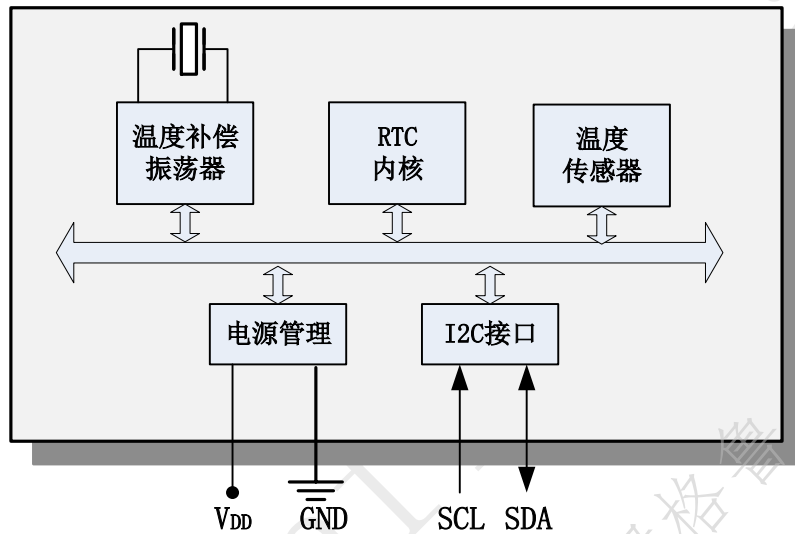 温度补偿
振荡器
RTC
内核
温度
传感器
电源管理
I2C接口
VDD
GND
SCL
SDA